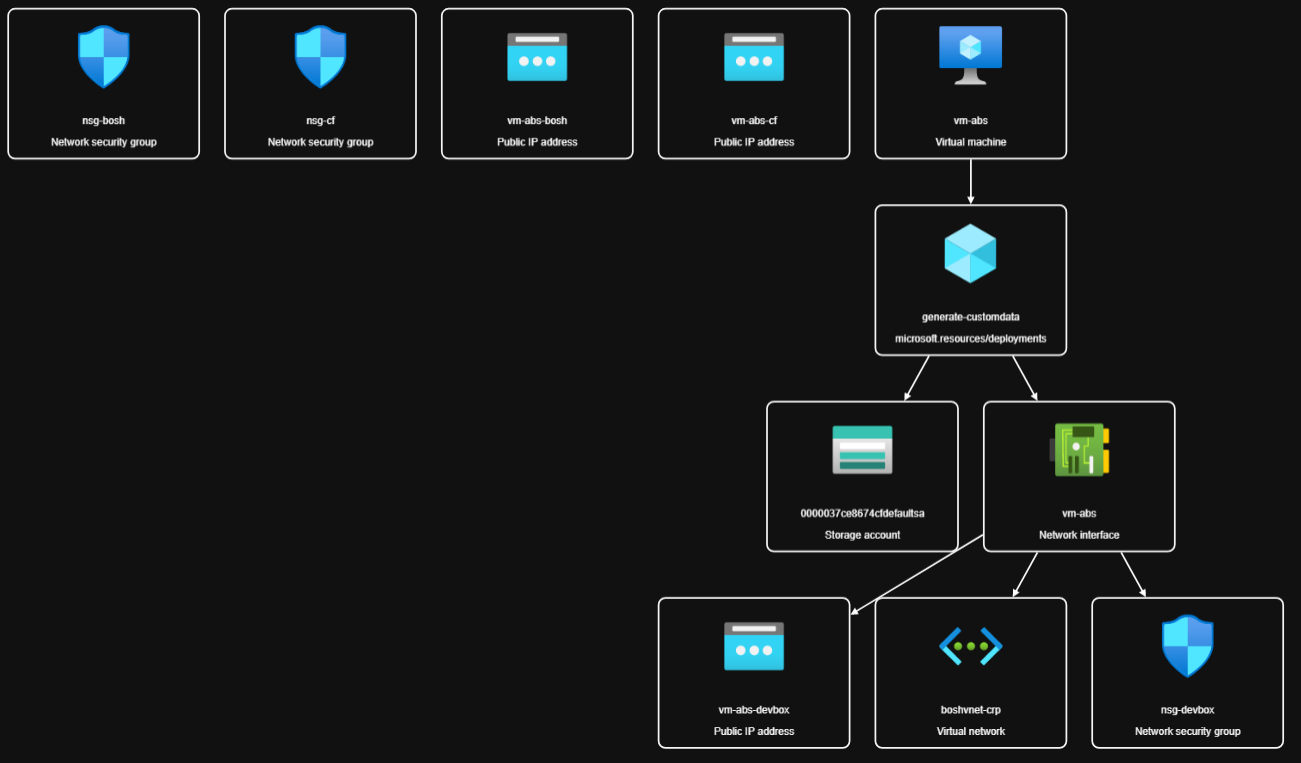 nsg-bosh
Network security group
nsg-cf
Network security group
vm-abs-bosh
Public IP address
vm-abs-cf
Public IP address
vm-abs
Virtual machine
generate-customdata
microsoft.resources/deployments
0000037ce8674cfdefaultsa
Storage account
vm-abs
Network interface
vm-abs-devbox
Public IP address
boshvnet-crp
Virtual network
nsg-devbox
Network security group